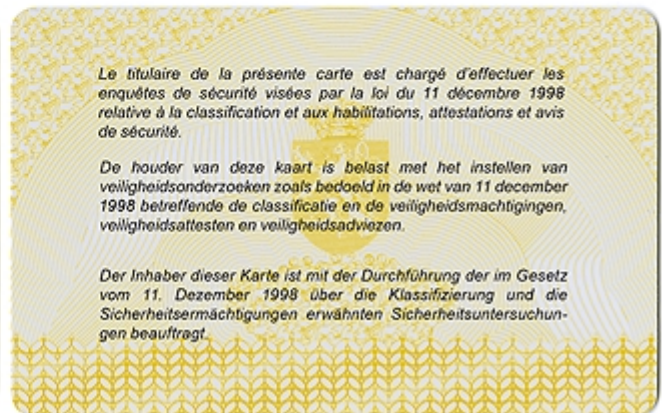 Le titulaire de la présente carte est chargé d'effectuer les
enquêtes de sécurité visées par la loi du 11 décembre 1998
relative à la classification et aux habilitations, attestations et avis
de sécurité.
De houder van deze kaart is belast met het instellen van
veiligheidsonderzoeken zoals bedoeld in de wet van 11 december
1998 betreffende de classificatie en de veiligheidsmachtigingen,
veiligheidsattesten en veiligheidsadviezen.
Der Inhaber dieser Karte ist mit der Durchführung der im Gesetz
vom 11. Dezember 1998 über die Klassifizierung und die
Sicherheitsermächtigungen erwähnten Sicherheitsuntersuchun-
gen beauftragt.